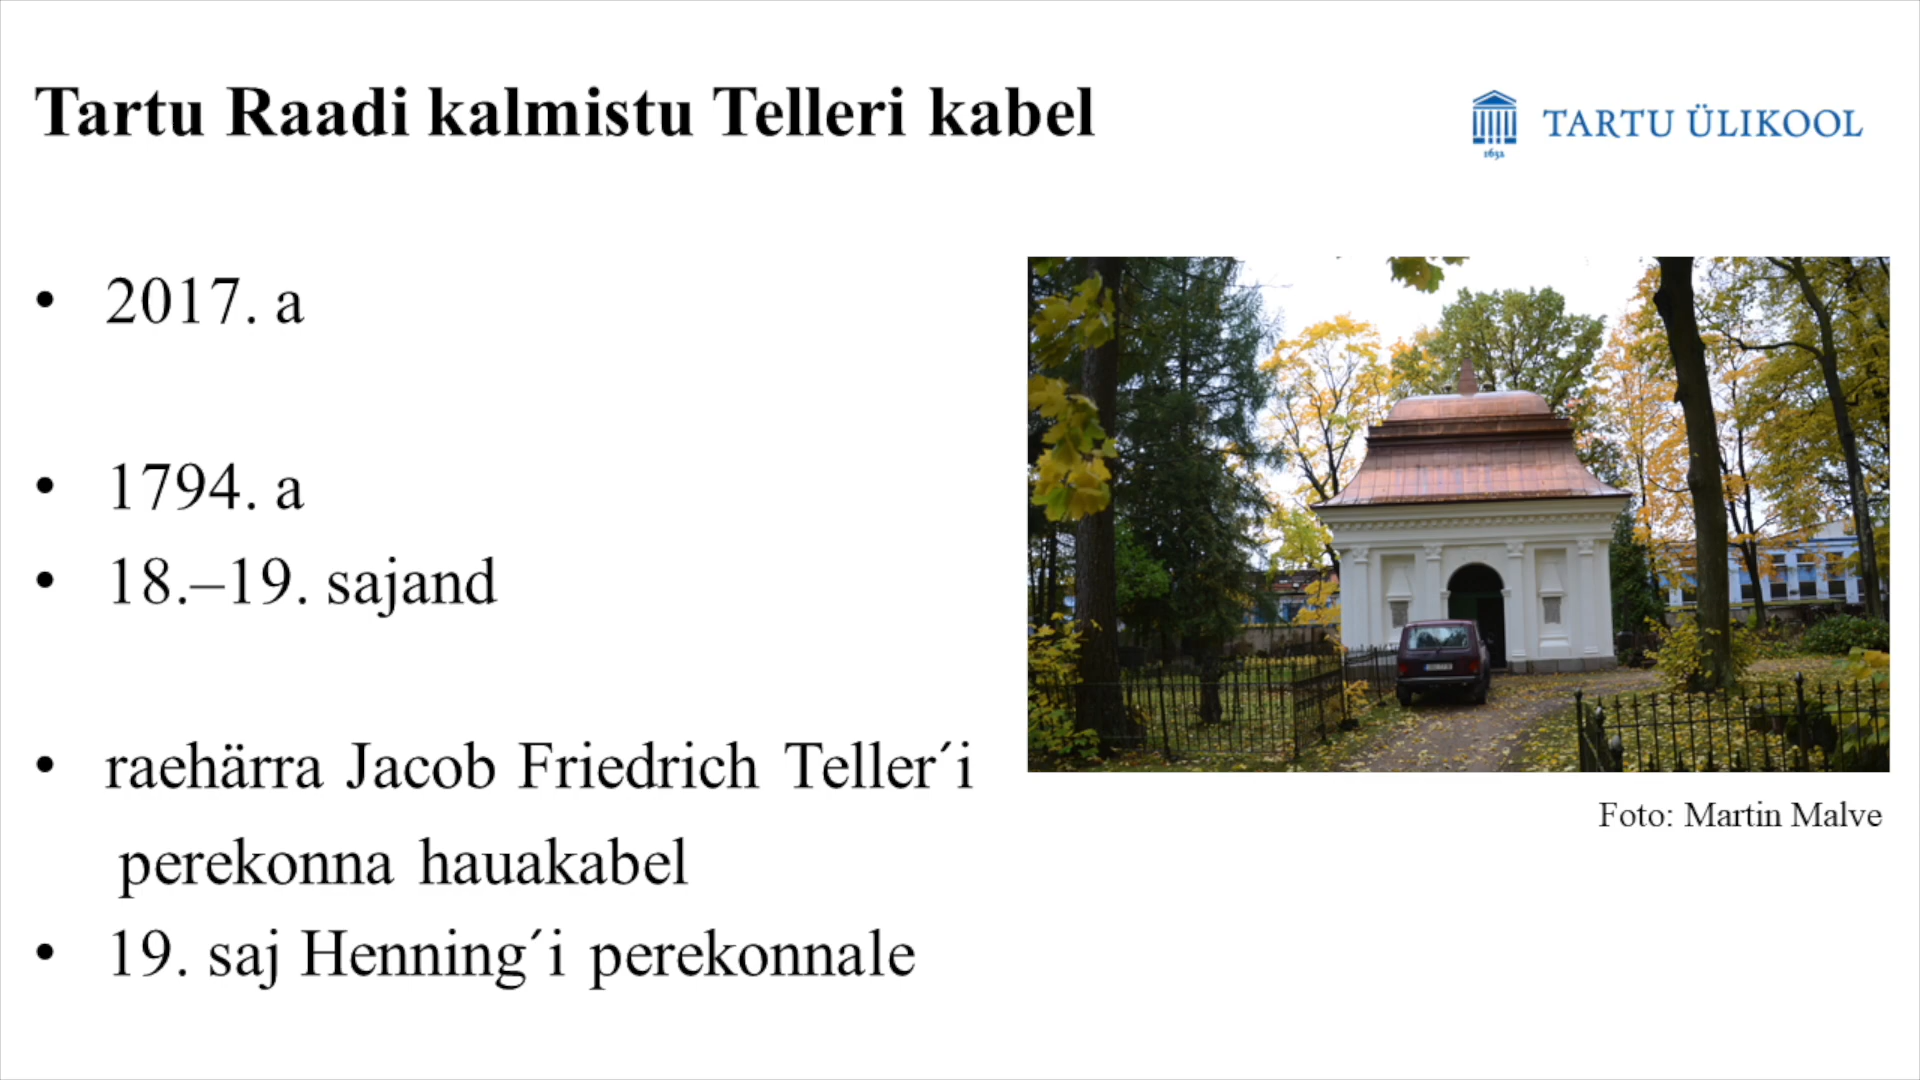 Tartu Raadi kalmistu Telleri kabel
1632
TARTU ÜLIKOOL
• 2017. a
• 1794. a
• 18.–19. sajand
• raehärra Jacob Friedrich Teller´i
perekonna hauakabel
• 19. saj Henning´i perekonnale
Foto: Martin Malve